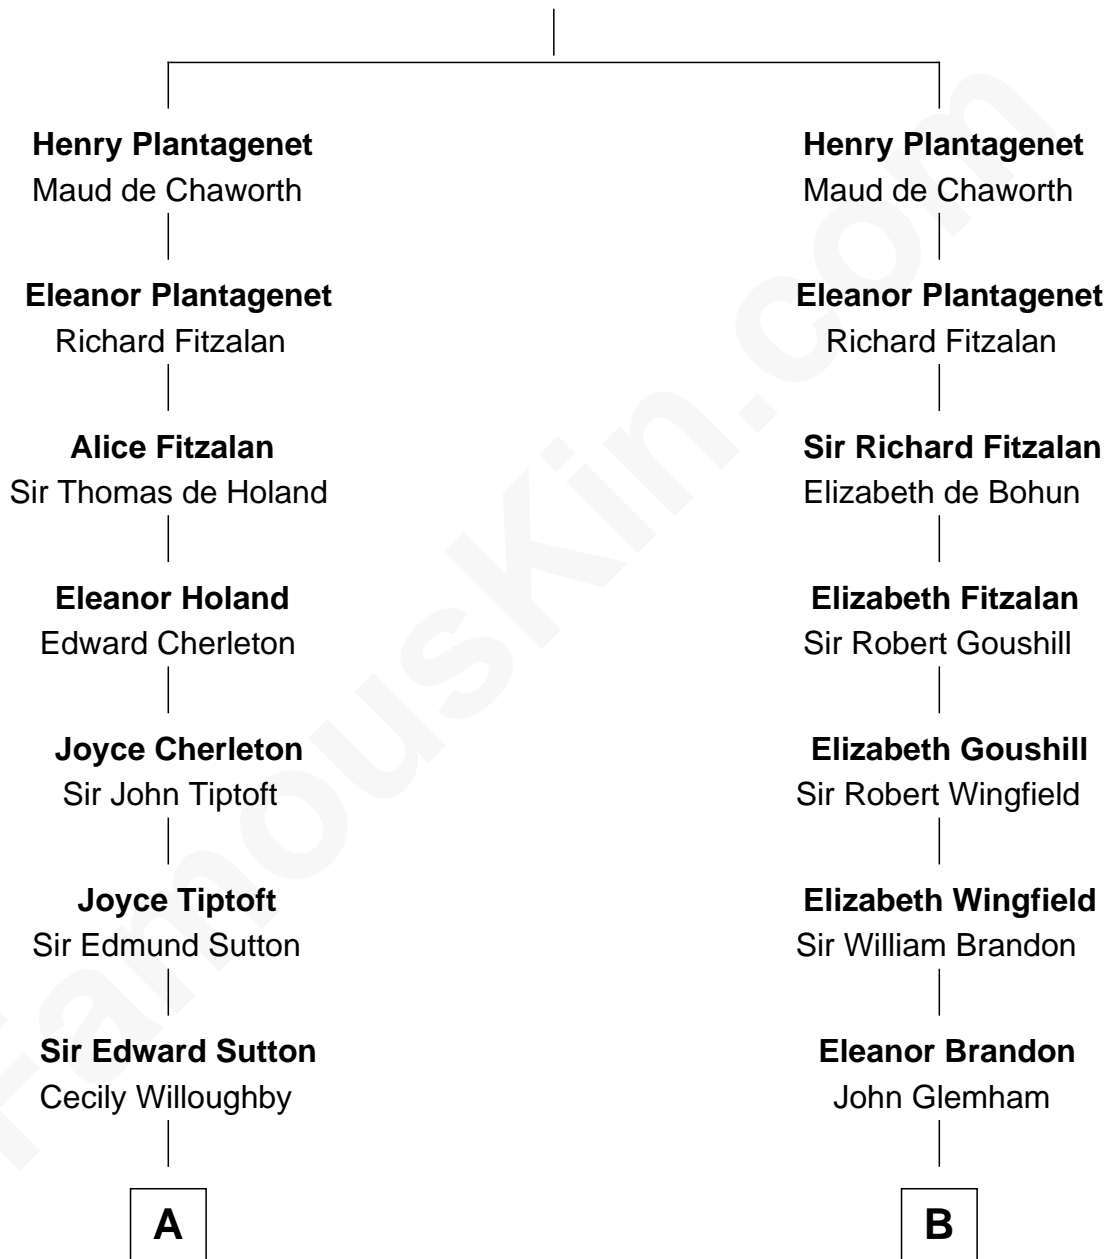 Henry Plantagenet
Maud de Chaworth
Eleanor Plantagenet
Richard Fitzalan
Alice Fitzalan
Sir Thomas de Holand
Eleanor Holand
Edward Cherleton
Joyce Cherleton
Sir John Tiptoft
Joyce Tiptoft
Sir Edmund Sutton
Sir Edward Sutton
Cecily Willoughby
A
Henry Plantagenet
Maud de Chaworth
Eleanor Plantagenet
Richard Fitzalan
Sir Richard Fitzalan
Elizabeth de Bohun
Elizabeth Fitzalan
Sir Robert Goushill
Elizabeth Goushill
Sir Robert Wingfield
Elizabeth Wingfield
Sir William Brandon
Eleanor Brandon
John Glemham
B
FamousKin.com